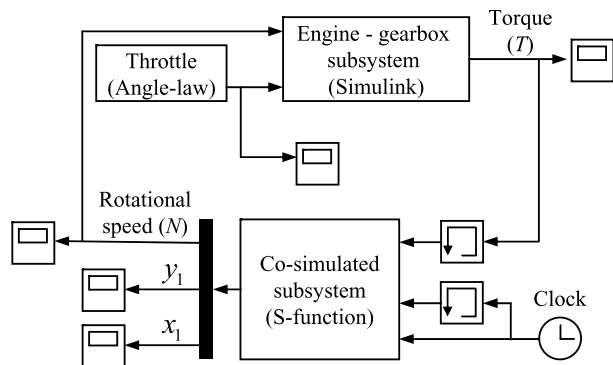 Torque
(T)
Engine - gearbox
subsystem
(Simulink)
Throttle
(Angle-law)
Rotational
speed (N)
y1
x1
Co-simulated
subsystem
(S-function)
Clock